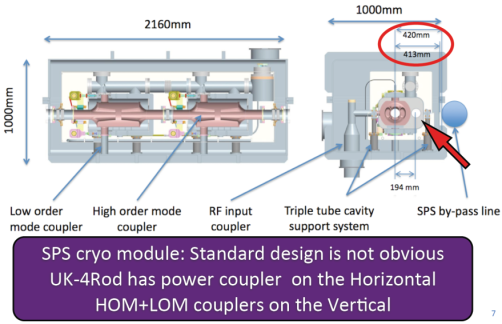 2160mm
1000mm
420mm
413mm
1000mm
194 mm
Low order
mode coupler
High order mode
coupler
RF input
coupler
Triple tube cavity
support system
SPS by-pass line
SPS cryo module: Standard design is not obvious
UK-4Rod has power coupler on the Horizontal
HOM+LOM couplers on the Vertical
7